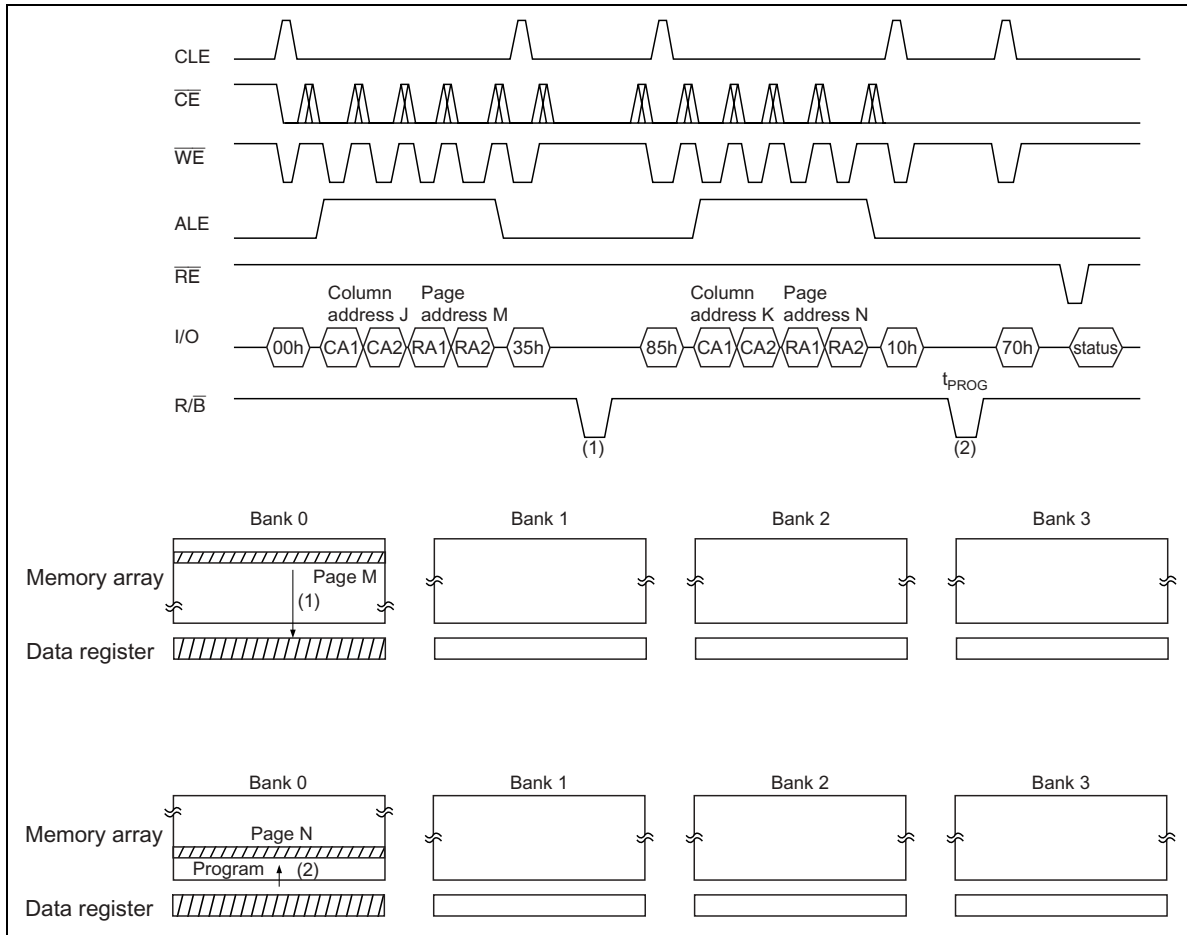 CLE
CE
WE
ALE
RE
Column address J Page address M Column address K Page address N
I/O 00h CA1 CA2 RA1 RA2 35h 85h CA1 CA2 RA1 RA2 10h 70h status
tPROG
R/B
(1) (2)
Bank 0 Bank 1 Bank 2 Bank 3
Memory array Page M
(1)
Data register
Bank 0 Bank 1 Bank 2 Bank 3
Memory array Page N
Program (2)
Data register